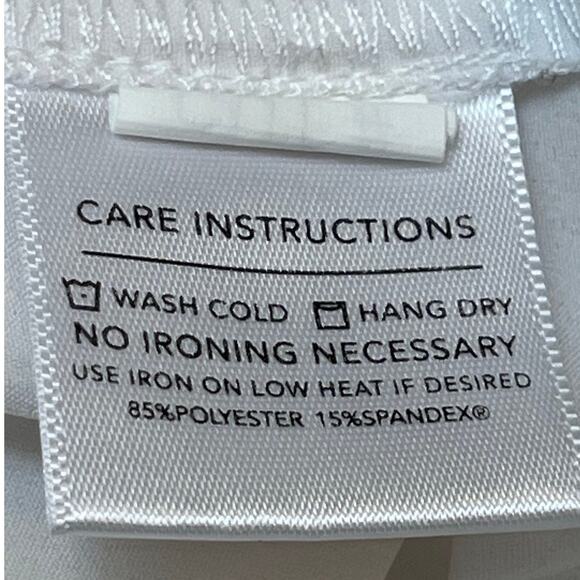 CARE INSTRUCTIONS
WASH COLD HANG DRY
NO IRONING NECESSARY
USE IRON ON LOW HEAT IF DESIRED
85%POLYESTER 15%SPANDEX®